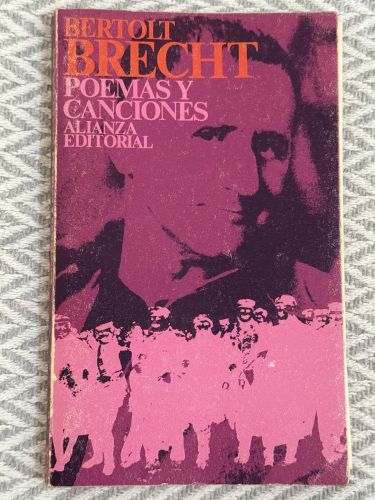 BERTOLT
BRECHT
POEMAS Y
CANCIONES
ALIANZA
EDITORIAL